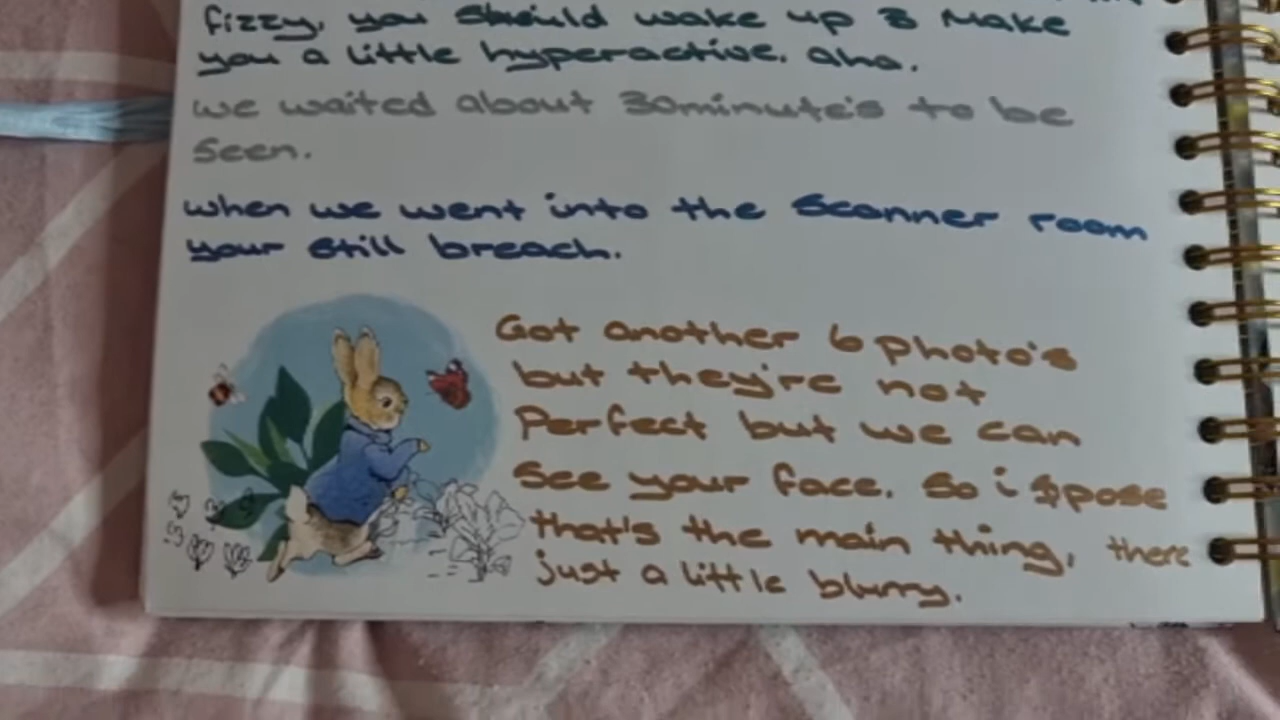 fizzy, you should wake up & make
you a little hyperactive. aha.
we waited about 30minute's to be
seen.
when we went into the scanner room
your still breach.
Got another 6 photo's
but they're not
Perfect but we can
see your face. So i spose
that's the main thing, there
just a little blurry.